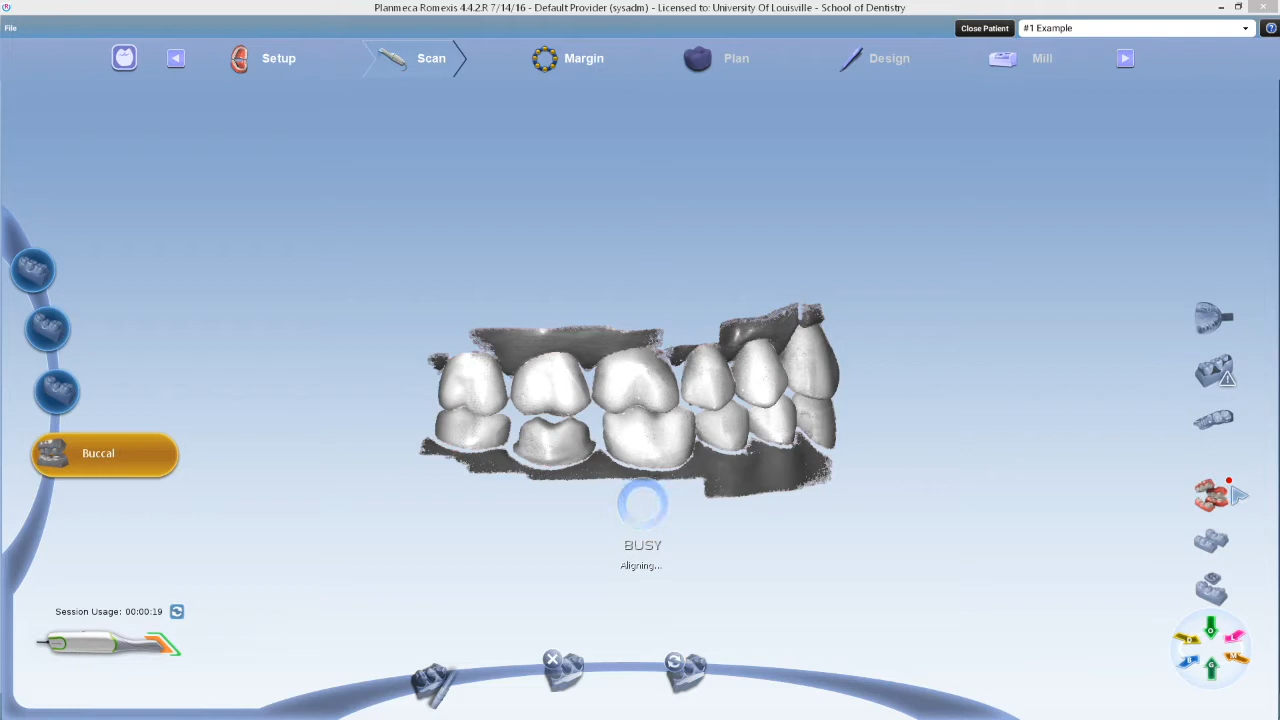 Planmeca Romexis 4.4.2.R 7/14/16 - Default Provider (sysadm) - Licensed to: University Of Louisville - School of Dentistry
File
Close Patient
#1 Example
?
Setup
Scan
Margin
Plan
Design
Mill
Buccal
BUSY
Aligning...
Session Usage: 00:00:19
O
D
L
B
M
G